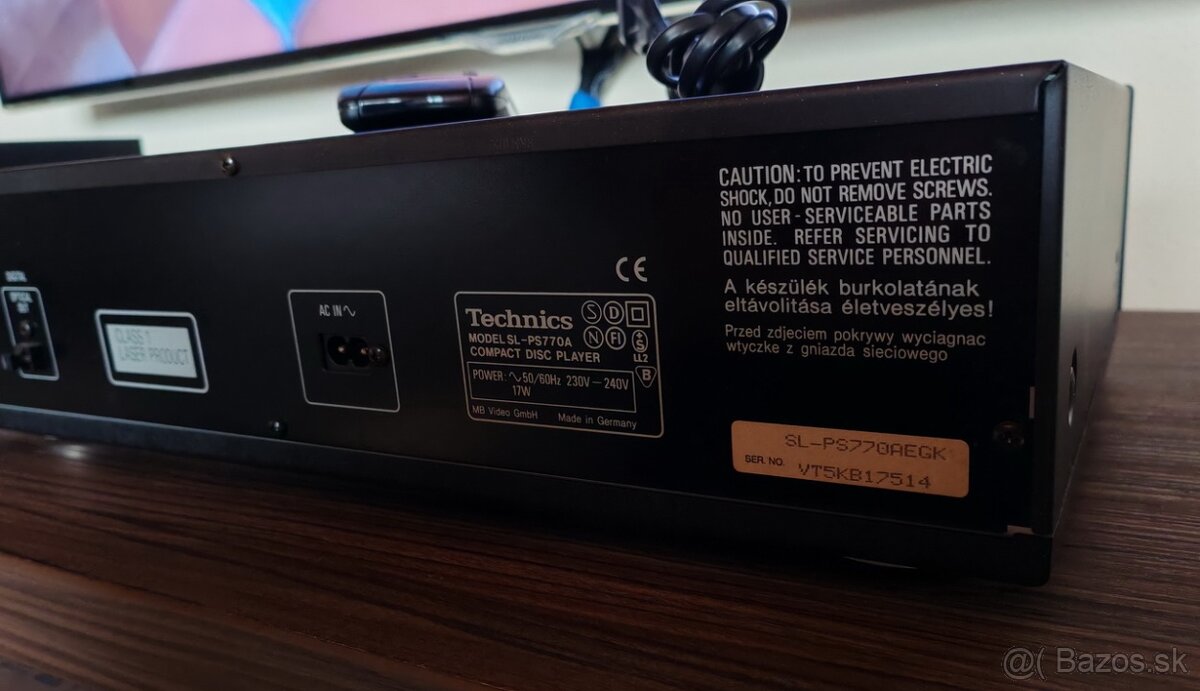 DIGITAL
OPTICAL
OUT
CLASS 1
LASER PRODUCT
AC IN ∿
CE
Technics
MODEL SL-PS770A
COMPACT DISC PLAYER
S D
N FI
S
LL2
B
POWER: ∿50/60Hz 230V—240V
17W
MB Video GmbH Made in Germany
CAUTION: TO PREVENT ELECTRIC
SHOCK, DO NOT REMOVE SCREWS.
NO USER-SERVICEABLE PARTS
INSIDE. REFER SERVICING TO
QUALIFIED SERVICE PERSONNEL.
A készülék burkolatának
eltávolitása életveszélyes!
Przed zdjeciem pokrywy wyciagnac
wtyczke z gniazda sieciowego
SL-PS770AEGK
SER. NO. VT5KB17514
@( Bazos.sk